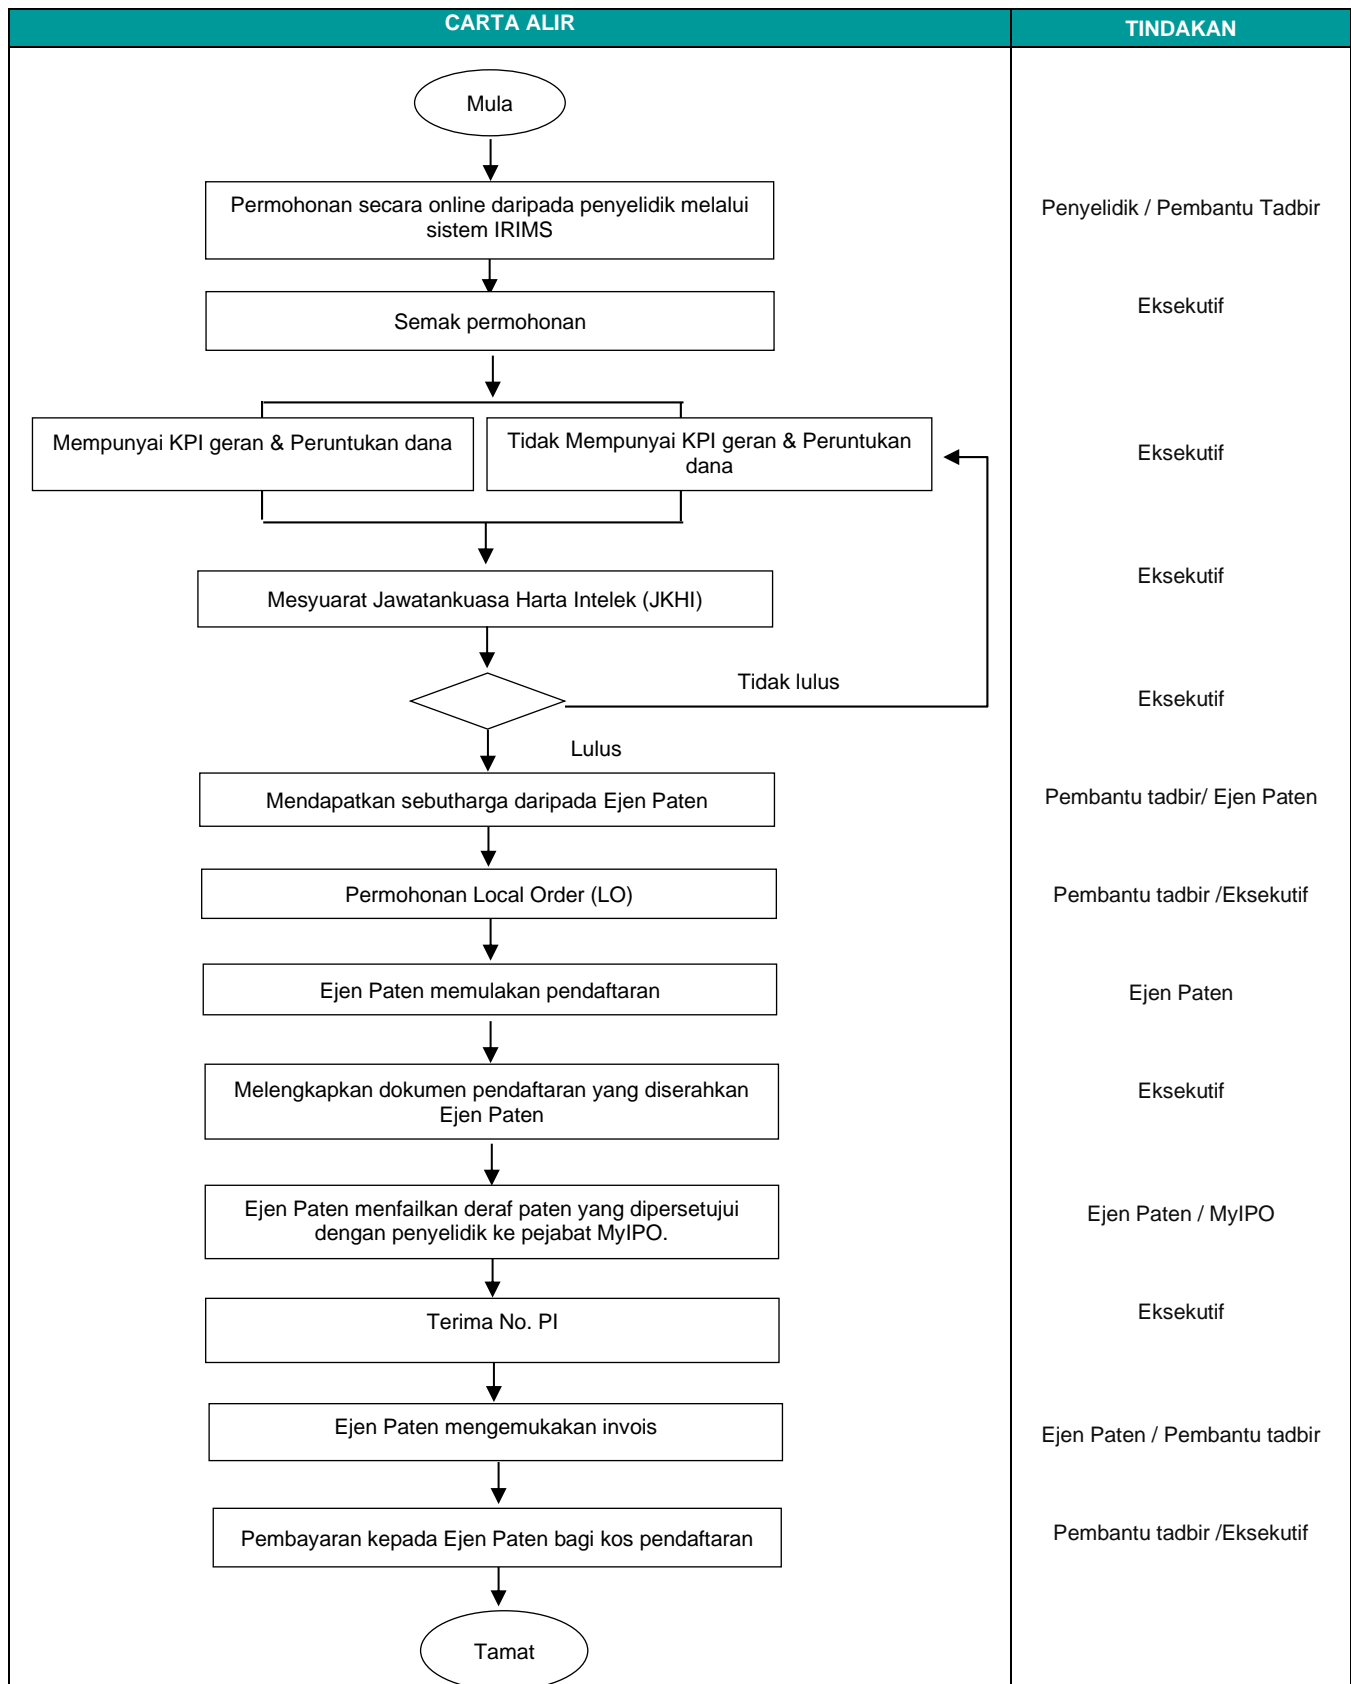 CARTA ALIR
TINDAKAN
Mula
Permohonan secara online daripada penyelidik melalui
sistem IRIMS
Penyelidik / Pembantu Tadbir
Semak permohonan
Eksekutif
Mempunyai KPI geran & Peruntukan dana
Tidak Mempunyai KPI geran & Peruntukan
dana
Eksekutif
Mesyuarat Jawatankuasa Harta Intelek (JKHI)
Eksekutif
Tidak lulus
Eksekutif
Lulus
Mendapatkan sebutharga daripada Ejen Paten
Pembantu tadbir/ Ejen Paten
Permohonan Local Order (LO)
Pembantu tadbir /Eksekutif
Ejen Paten memulakan pendaftaran
Ejen Paten
Melengkapkan dokumen pendaftaran yang diserahkan
Ejen Paten
Eksekutif
Ejen Paten menfailkan deraf paten yang dipersetujui
dengan penyelidik ke pejabat MyIPO.
Ejen Paten / MyIPO
Terima No. PI
Eksekutif
Ejen Paten mengemukakan invois
Ejen Paten / Pembantu tadbir
Pembayaran kepada Ejen Paten bagi kos pendaftaran
Pembantu tadbir /Eksekutif
Tamat